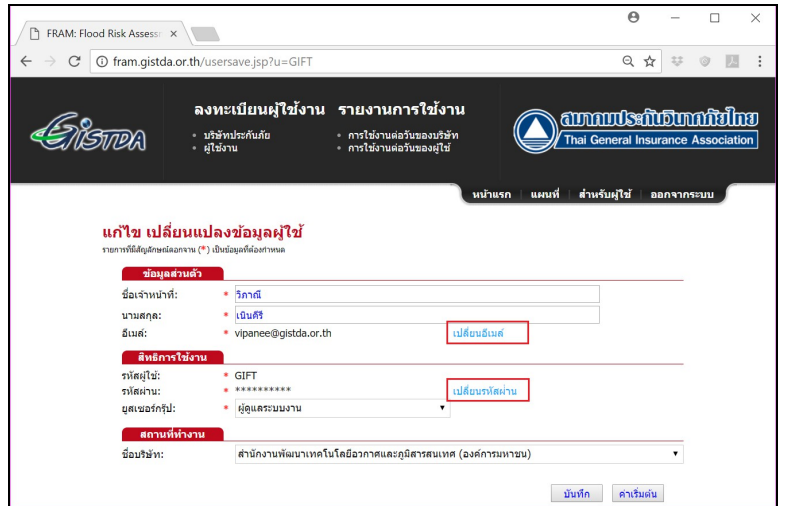 FRAM: Flood Risk Assessm
fram.gistda.or.th/usersave.jsp?u=GIFT
GISTDA
ลงทะเบียนผู้ใช้งาน รายงานการใช้งาน
บริษัทประกันภัย การใช้งานต่อวันของบริษัท
ผู้ใช้งาน การใช้งานต่อวันของผู้ใช้
สมาคมประกันวินาศภัยไทย
Thai General Insurance Association
หน้าแรก แผนที่ สำหรับผู้ใช้ ออกจากระบบ
แก้ไข เปลี่ยนแปลงข้อมูลผู้ใช้
รายการที่มีสัญลักษณ์ดอกจาน (*) เป็นข้อมูลที่ต้องกำหนด
ข้อมูลส่วนตัว
ชื่อเจ้าหน้าที่: * วิภาณี
นามสกุล: * เนินคีรี
อีเมล์: * vipanee@gistda.or.th เปลี่ยนอีเมล์
สิทธิการใช้งาน
รหัสผู้ใช้: * GIFT
รหัสผ่าน: * ********** เปลี่ยนรหัสผ่าน
ยูสเซอร์กรุ๊ป: * ผู้ดูแลระบบงาน
สถานที่ทำงาน
ชื่อบริษัท: สำนักงานพัฒนาเทคโนโลยีอวกาศและภูมิสารสนเทศ (องค์การมหาชน)
บันทึก ค่าเริ่มต้น